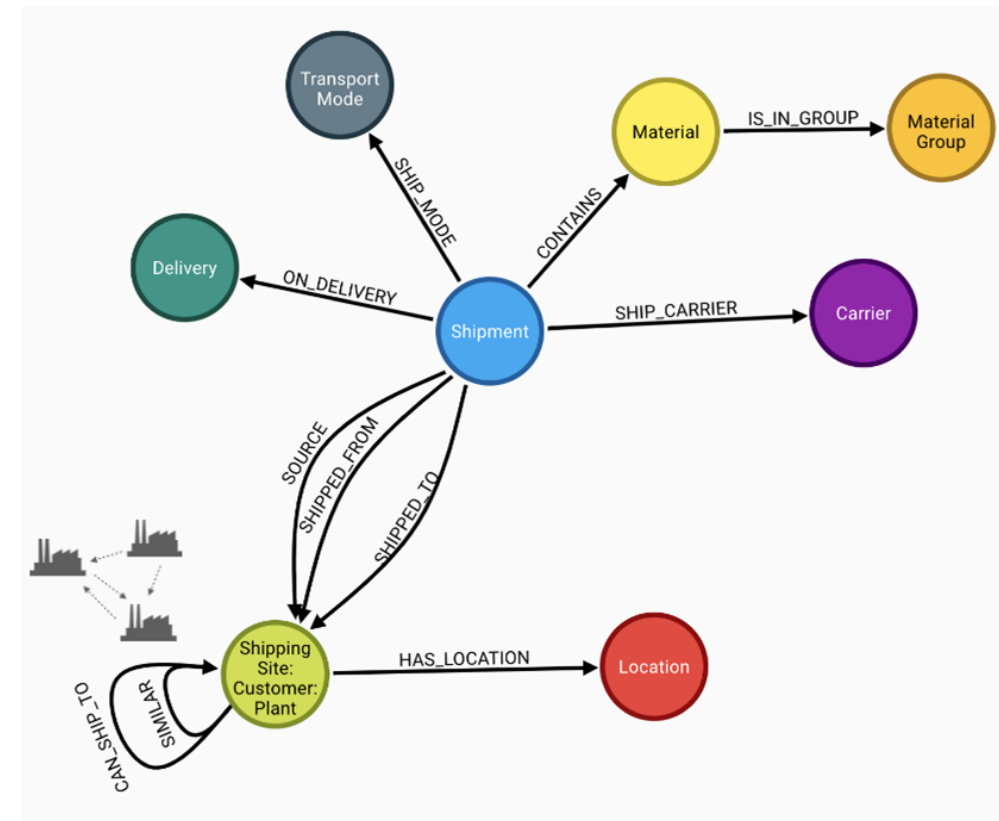 Transport
Mode
Material
IS_IN_GROUP
Material
Group
SHIP_MODE
CONTAINS
Delivery
ON_DELIVERY
Shipment
SHIP_CARRIER
Carrier
SOURCE
SHIPPED_FROM
SHIPPED_TO
Shipping
Site:
Customer:
Plant
HAS_LOCATION
Location
CAN_SHIP_TO
SIMILAR